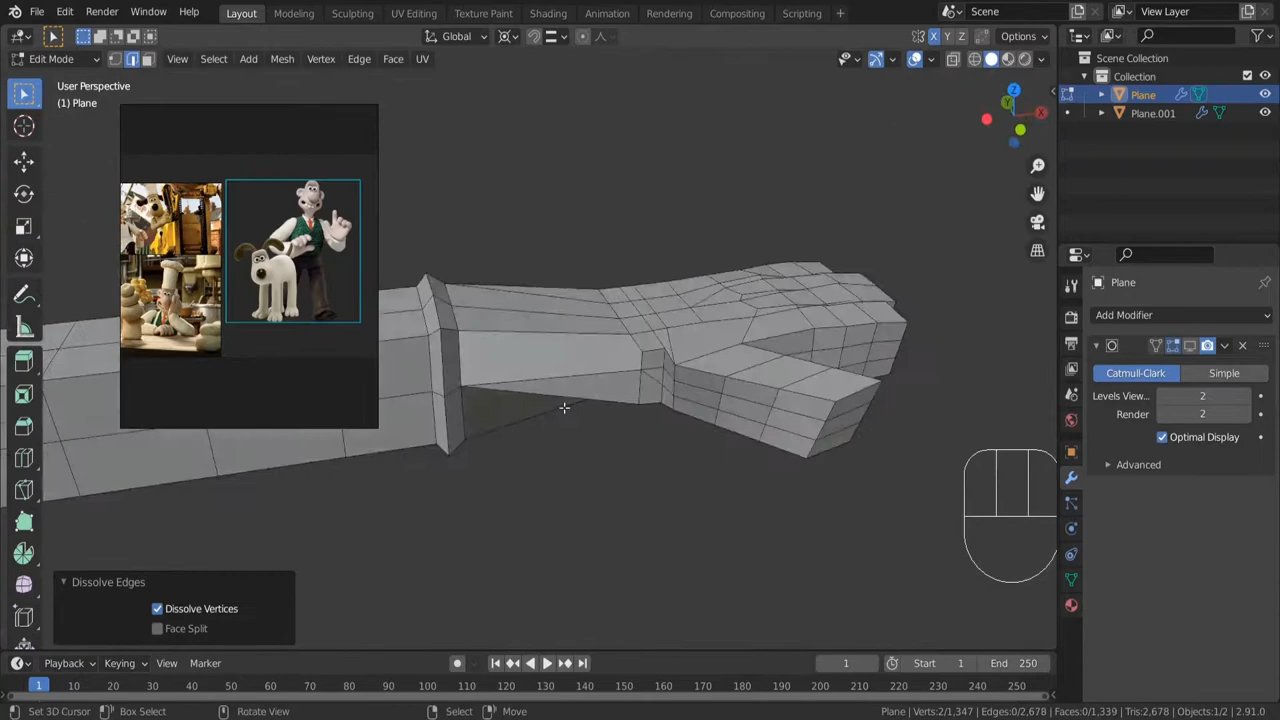 File Edit Render Window Help Layout Modeling Sculpting UV Editing Texture Paint Shading Animation Rendering Compositing Scripting Scene View Layer
Global Options
Edit Mode View Select Add Mesh Vertex Edge Face UV
User Perspective
(1) Plane
X Y Z
Z
Y
X
Scene Collection
Collection
Plane
Plane.001
Plane
Add Modifier
Catmull-Clark Simple
Levels View... 2
Render 2
Optimal Display
Advanced
Dissolve Edges
Dissolve Vertices
Face Split
Playback Keying View Marker 1 Start 1 End 250
1 10 20 30 40 50 60 70 80 90 100 110 120 130 140 150 160 170 180 190 200 210 220 230 240 250
Set 3D Cursor Box Select Rotate View Select Move Plane | Verts:2/1,347 | Edges:0/2,678 | Faces:0/1,339 | Tris:2,678 | Objects:1/2 | 2.91.0